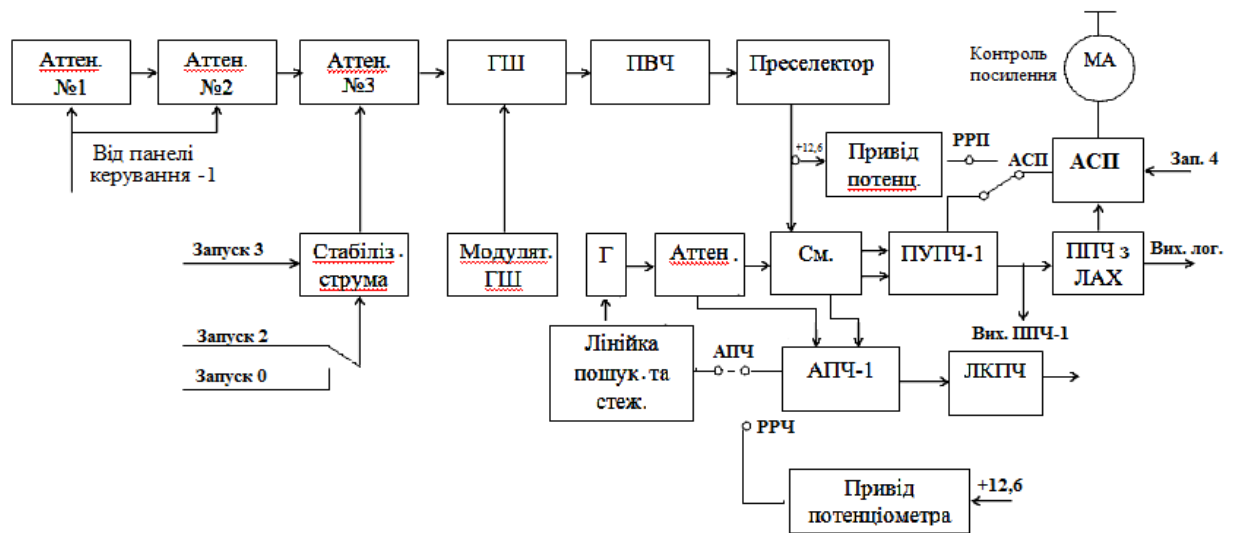 Аттен.
№1
Аттен.
№2
Аттен.
№3
ГШ
ПВЧ
Преселектор
Контроль
посилення
МА
Від панелі
керування -1
+12,6
Привід
потенц.
РРП
АСП
АСП
Зап. 4
Запуск 3
Стабіліз.
струма
Модулят.
ГШ
Г
Аттен.
См.
ПУПЧ-1
ППЧ з
ЛАХ
Вих. лог.
Запуск 2
Запуск 0
Лінійка
пошук. та
стеж.
АПЧ
АПЧ-1
Вих. ППЧ-1
ЛКПЧ
РРЧ
Привід
потенціометра
+12,6